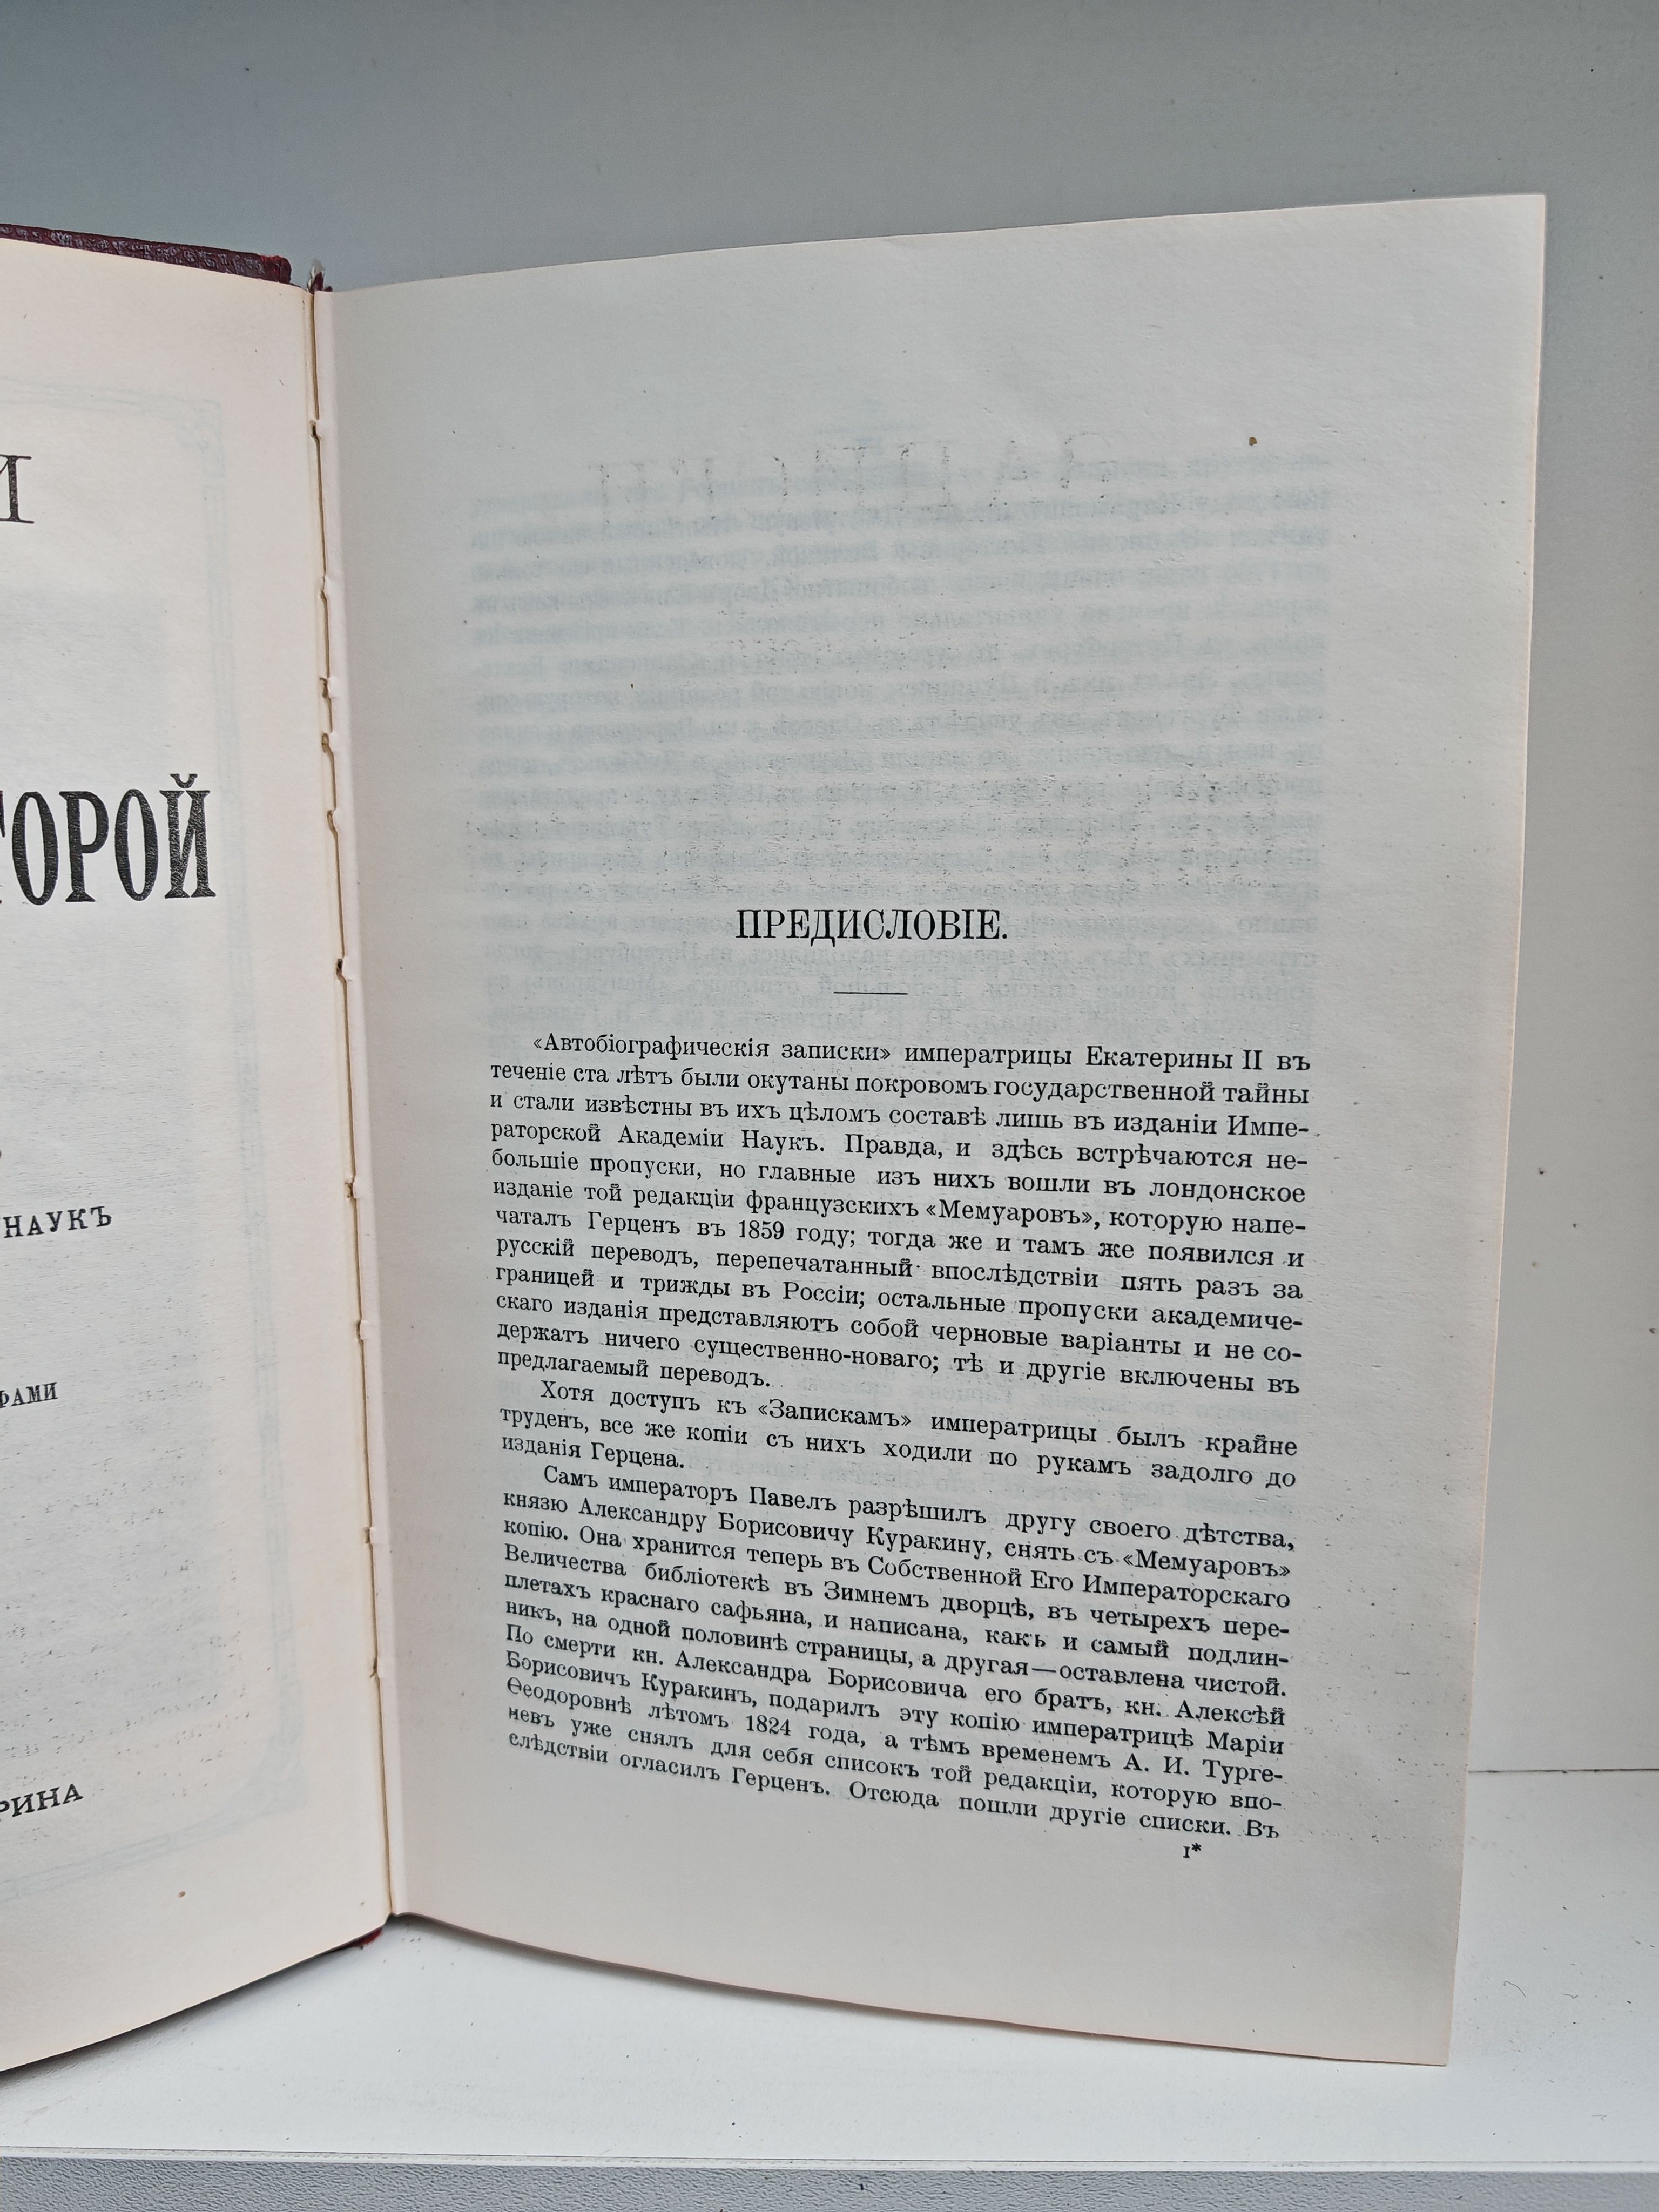 И
ТОРОЙ
НАУКЪ
ФАМИ
РИНА
ПРЕДИСЛОВІЕ.
«Автобіографическія записки» императрицы Екатерины II въ
теченіе ста лѣтъ были окутаны покровомъ государственной тайны
и стали извѣстны въ ихъ цѣломъ составѣ лишь въ изданіи Импе-
раторской Академіи Наукъ. Правда, и здѣсь встрѣчаются не-
большіе пропуски, но главные изъ нихъ вошли въ лондонское
изданіе той редакціи французскихъ «Мемуаровъ», которую напе-
чаталъ Герценъ въ 1859 году; тогда же и тамъ же появился и
русскій переводъ, перепечатанный впослѣдствіи пять разъ за
границей и трижды въ Россіи; остальные пропуски академиче-
скаго изданія представляютъ собой черновые варіанты и не со-
держатъ ничего существенно-новаго; тѣ и другіе включены въ
предлагаемый переводъ.
Хотя доступъ къ «Запискамъ» императрицы былъ крайне
труденъ, все же копіи съ нихъ ходили по рукамъ задолго до
изданія Герцена.
Самъ императоръ Павелъ разрѣшилъ другу своего дѣтства,
князю Александру Борисовичу Куракину, снять съ «Мемуаровъ»
копію. Она хранится теперь въ Собственной Его Императорскаго
Величества библіотекѣ въ Зимнемъ дворцѣ, въ четырехъ пере-
плетахъ краснаго сафьяна, и написана, какъ и самый подлин-
никъ, на одной половинѣ страницы, а другая—оставлена чистой.
По смерти кн. Александра Борисовича его братъ, кн. Алексѣй
Борисовичъ Куракинъ, подарилъ эту копію императрицѣ Маріи
Ѳеодоровнѣ лѣтомъ 1824 года, а тѣмъ временемъ А. И. Турге-
невъ уже снялъ для себя списокъ той редакціи, которую впо-
слѣдствіи огласилъ Герценъ. Отсюда пошли другіе списки. Въ
I*